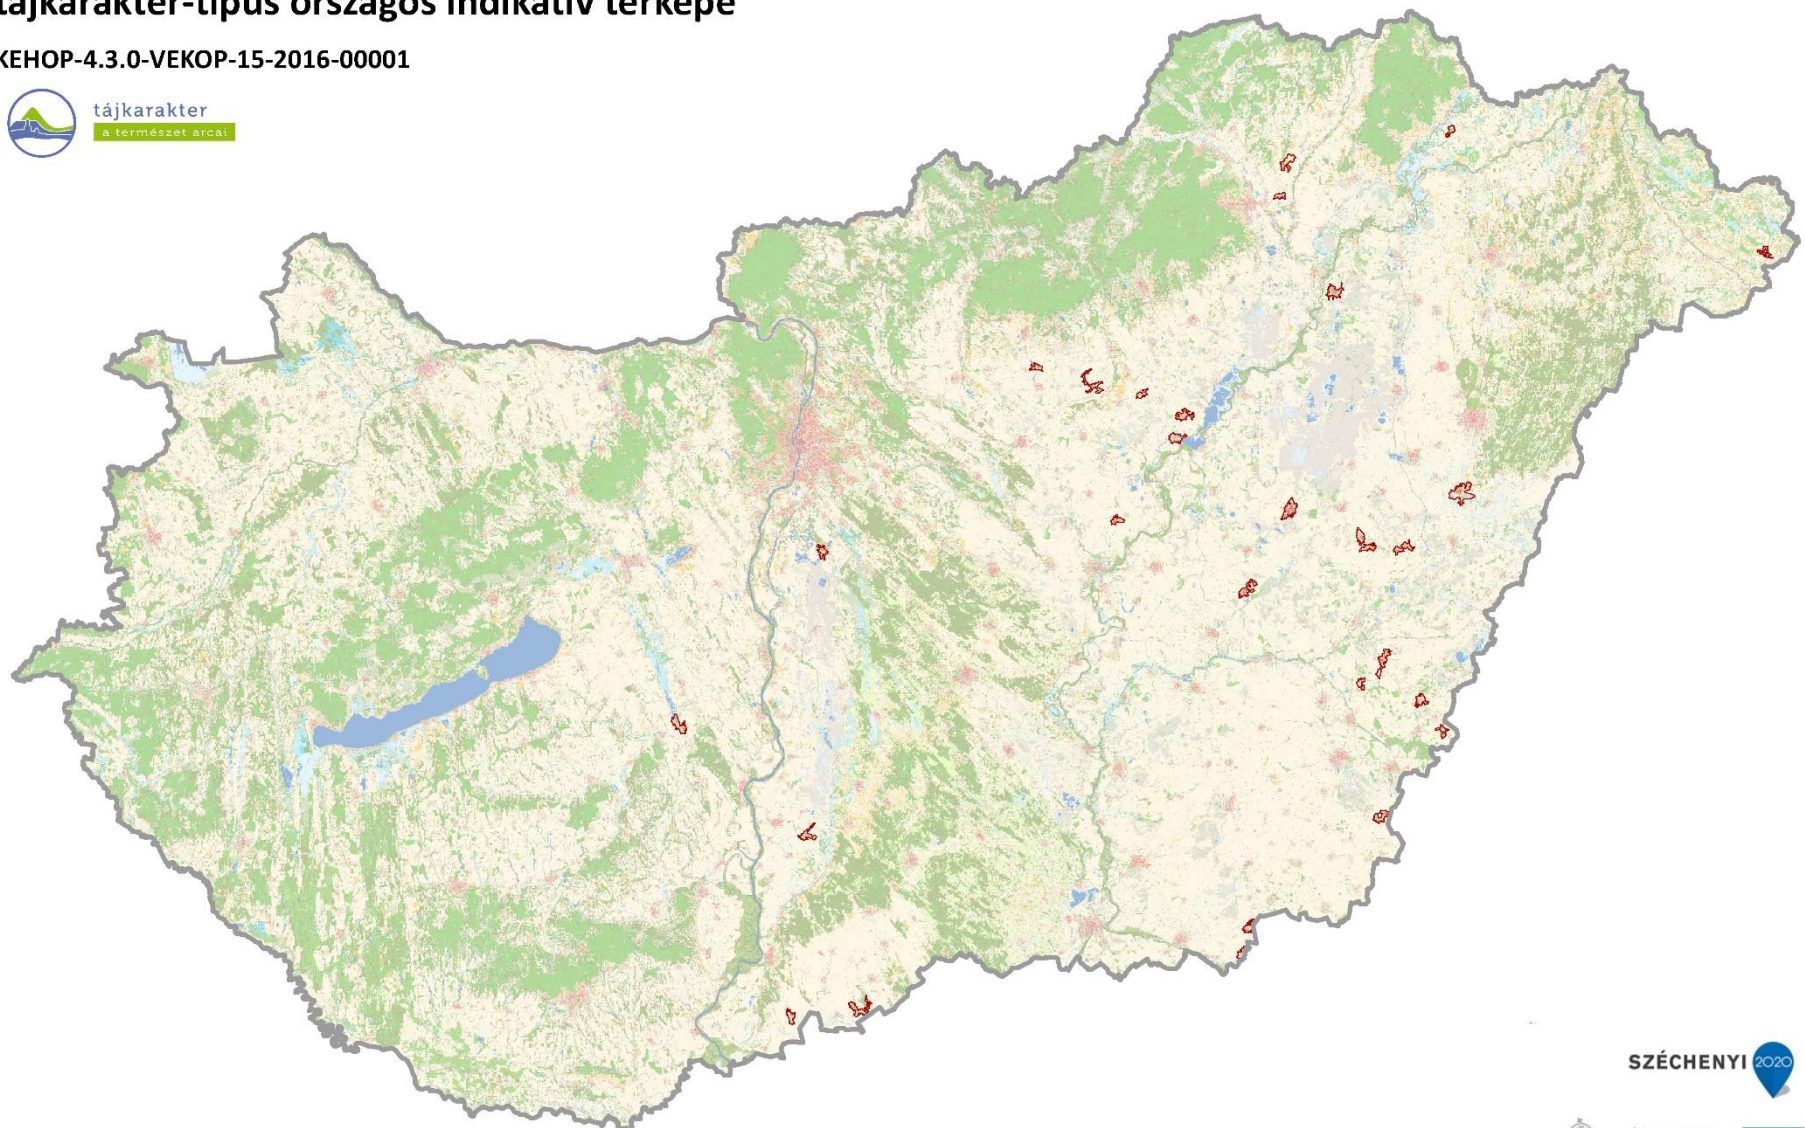 tájkarakter-típus országos indikatív térképe
KEHOP-4.3.0-VEKOP-15-2016-00001
tájkarakter
a természet arcai
SZÉCHENYI 2020